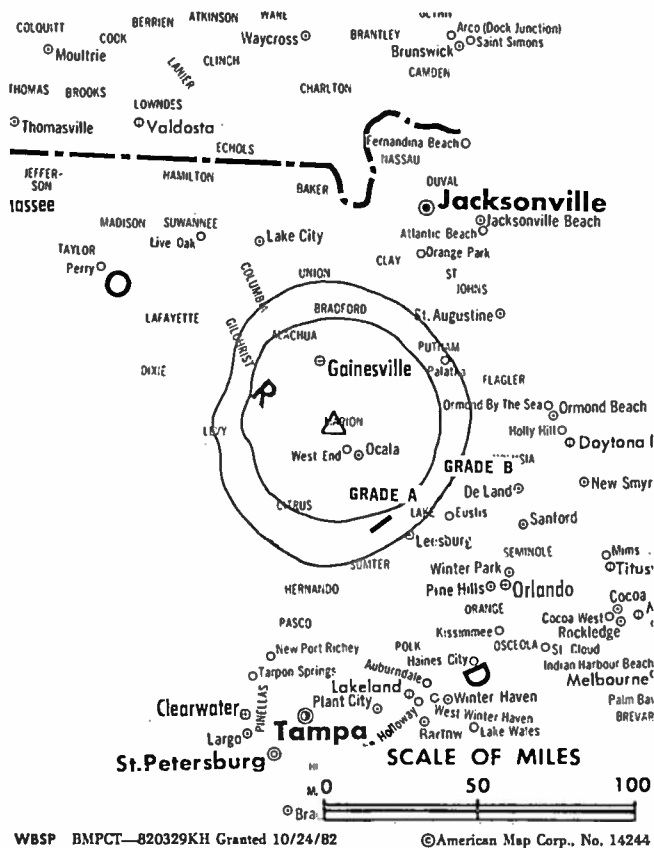 COLQUITT BERRIEN ATKINSON WARE
COOK
Moultrie
LANIER
CLINCH
Waycross
BRANTLEY
Arco (Dock Junction)
Brunswick Saint Simons
CAMDEN
THOMAS BROOKS
LOWNDES
CHARLTON
Thomasville
Valdosta
ECHOLS
Fernandina Beach
NASSAU
JEFFER-
SON
HAMILTON
BAKER
DUVAL
Jacksonville
Jacksonville Beach
Atlantic Beach
MADISON SUWANNEE
Live Oak
Lake City
TAYLOR
Perry
O
CLAY
Orange Park
ST
JOHNS
COLUMBIA
UNION
BRADFORD
St. Augustine
LAFAYETTE
GILCHRIST
ALACHUA
PUTNAM
Palatka
DIXIE
Gainesville
FLAGLER
R
Ormond By The Sea
Ormond Beach
Holly Hill
LEVY
MARION
West End Ocala
GRADE B
GRADE A
De Land
New Smyr
CITRUS
LAKE
Eustis
Sanford
Leesburg
SUMTER
SEMINOLE
Mims
Titus
HERNANDO
Winter Park
Pine Hills
Orlando
ORANGE
Cocoa
Cocoa West
Rockledge
PASCO
Kissimmee
OSCEOLA
St Cloud
New Port Richey
POLK
Haines City
D
Indian Harbour Beach
Melbourne
Tarpon Springs
Auburndale
Lakeland
Winter Haven
Palm Ba
BREVAR
PINELLAS
Clearwater
Plant City
Holloway
West Winter Haven
Bartow
Lake Wales
Largo
Tampa
St.Petersburg
SCALE OF MILES
0 50 100
WBSP BMPCT—820329KH Granted 10/24/82 ©American Map Corp., No. 14244